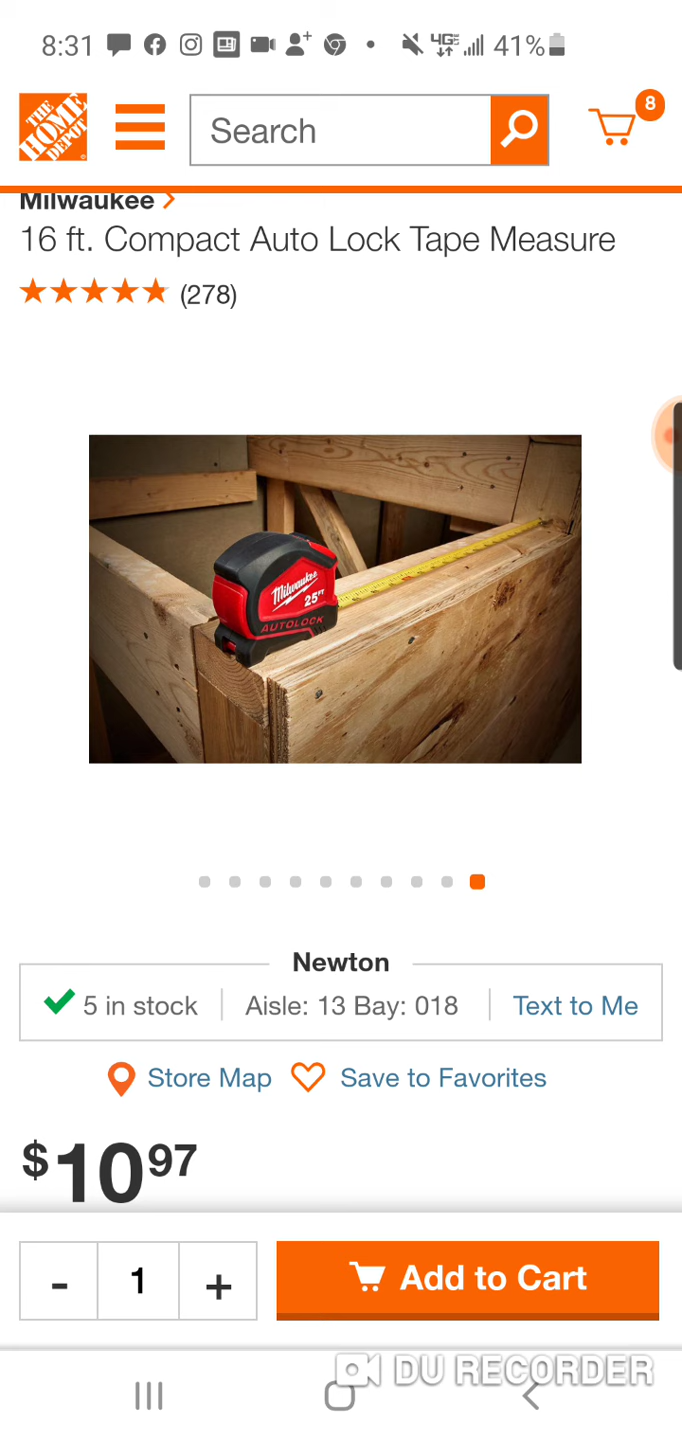 8:31 4GE 41%
THE HOME DEPOT
Search
8
Milwaukee
16 ft. Compact Auto Lock Tape Measure
(278)
Milwaukee
25FT
AUTOLOCK
Newton
5 in stock Aisle: 13 Bay: 018 Text to Me
Store Map Save to Favorites
$10 97
- 1 + Add to Cart
DU RECORDER